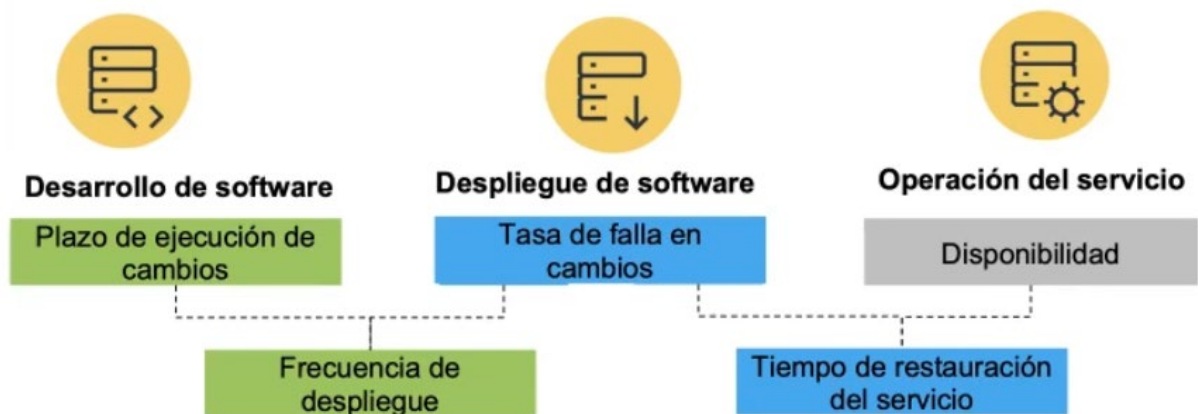 Desarrollo de software
Despliegue de software
Operación del servicio
Plazo de ejecución de
cambios
Tasa de falla en
cambios
Disponibilidad
Frecuencia de
despliegue
Tiempo de restauración
del servicio